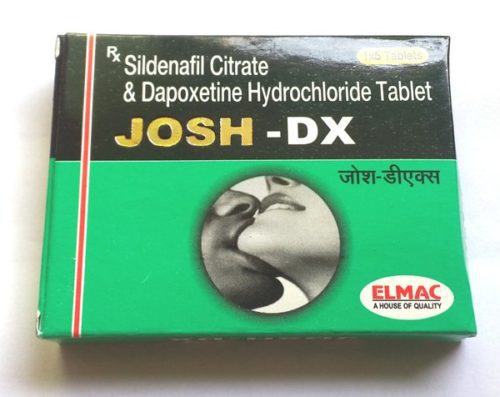 Rx Sildenafil Citrate
1x5 Tablets
& Dapoxetine Hydrochloride Tablet
JOSH-DX
जोश-डीएक्स
ELMAC
A HOUSE OF QUALITY